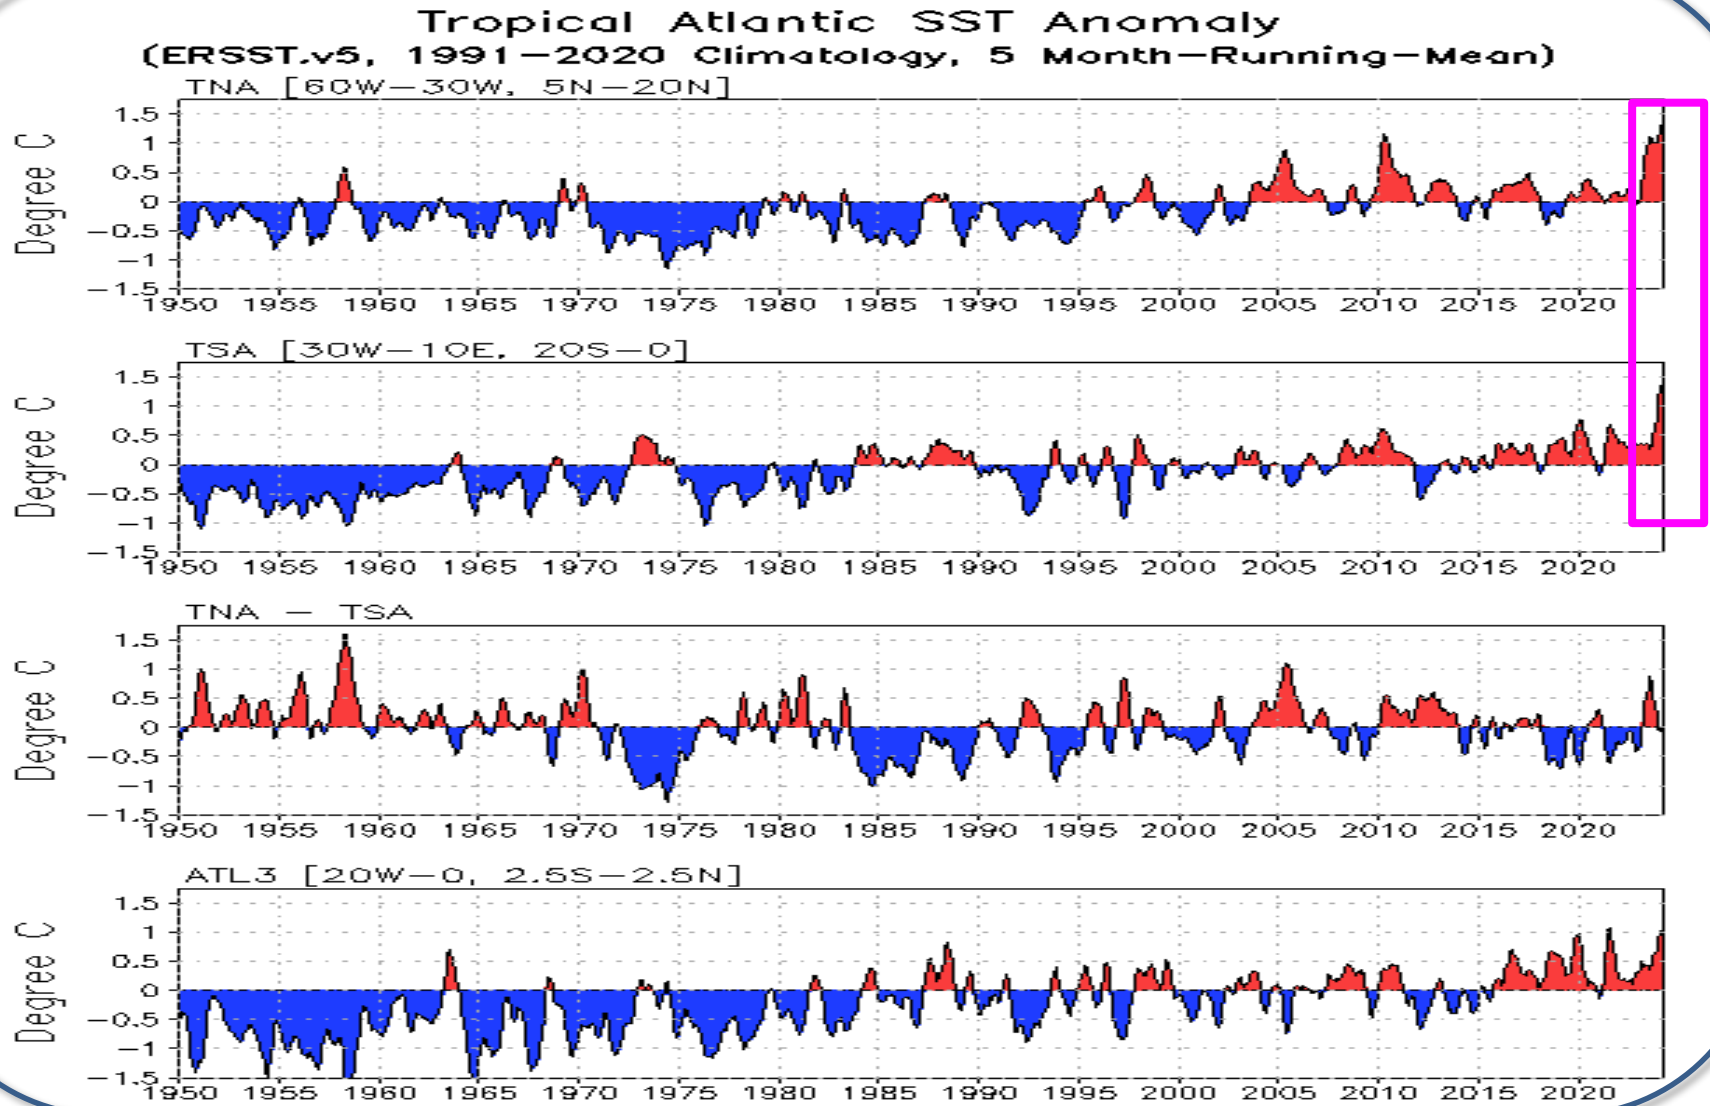 Tropical Atlantic SST Anomaly
(ERSST.v5, 1991-2020 Climatology, 5 Month-Running-Mean)
TNA [60W-30W, 5N-20N]
Degree C
1.5
1
0.5
0
-0.5
-1
-1.5
1950 1955 1960 1965 1970 1975 1980 1985 1990 1995 2000 2005 2010 2015 2020
TSA [30W-10E, 20S-0]
Degree C
1.5
1
0.5
0
-0.5
-1
-1.5
1950 1955 1960 1965 1970 1975 1980 1985 1990 1995 2000 2005 2010 2015 2020
TNA - TSA
Degree C
1.5
1
0.5
0
-0.5
-1
-1.5
1950 1955 1960 1965 1970 1975 1980 1985 1990 1995 2000 2005 2010 2015 2020
ATL3 [20W-0, 2.5S-2.5N]
Degree C
1.5
1
0.5
0
-0.5
-1
-1.5
1950 1955 1960 1965 1970 1975 1980 1985 1990 1995 2000 2005 2010 2015 2020